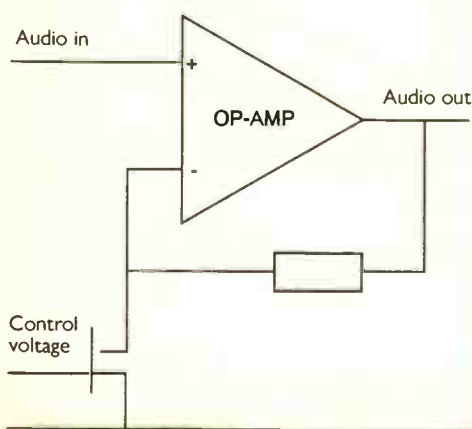 Audio in
+
OP-AMP
Audio out
-
Control
voltage